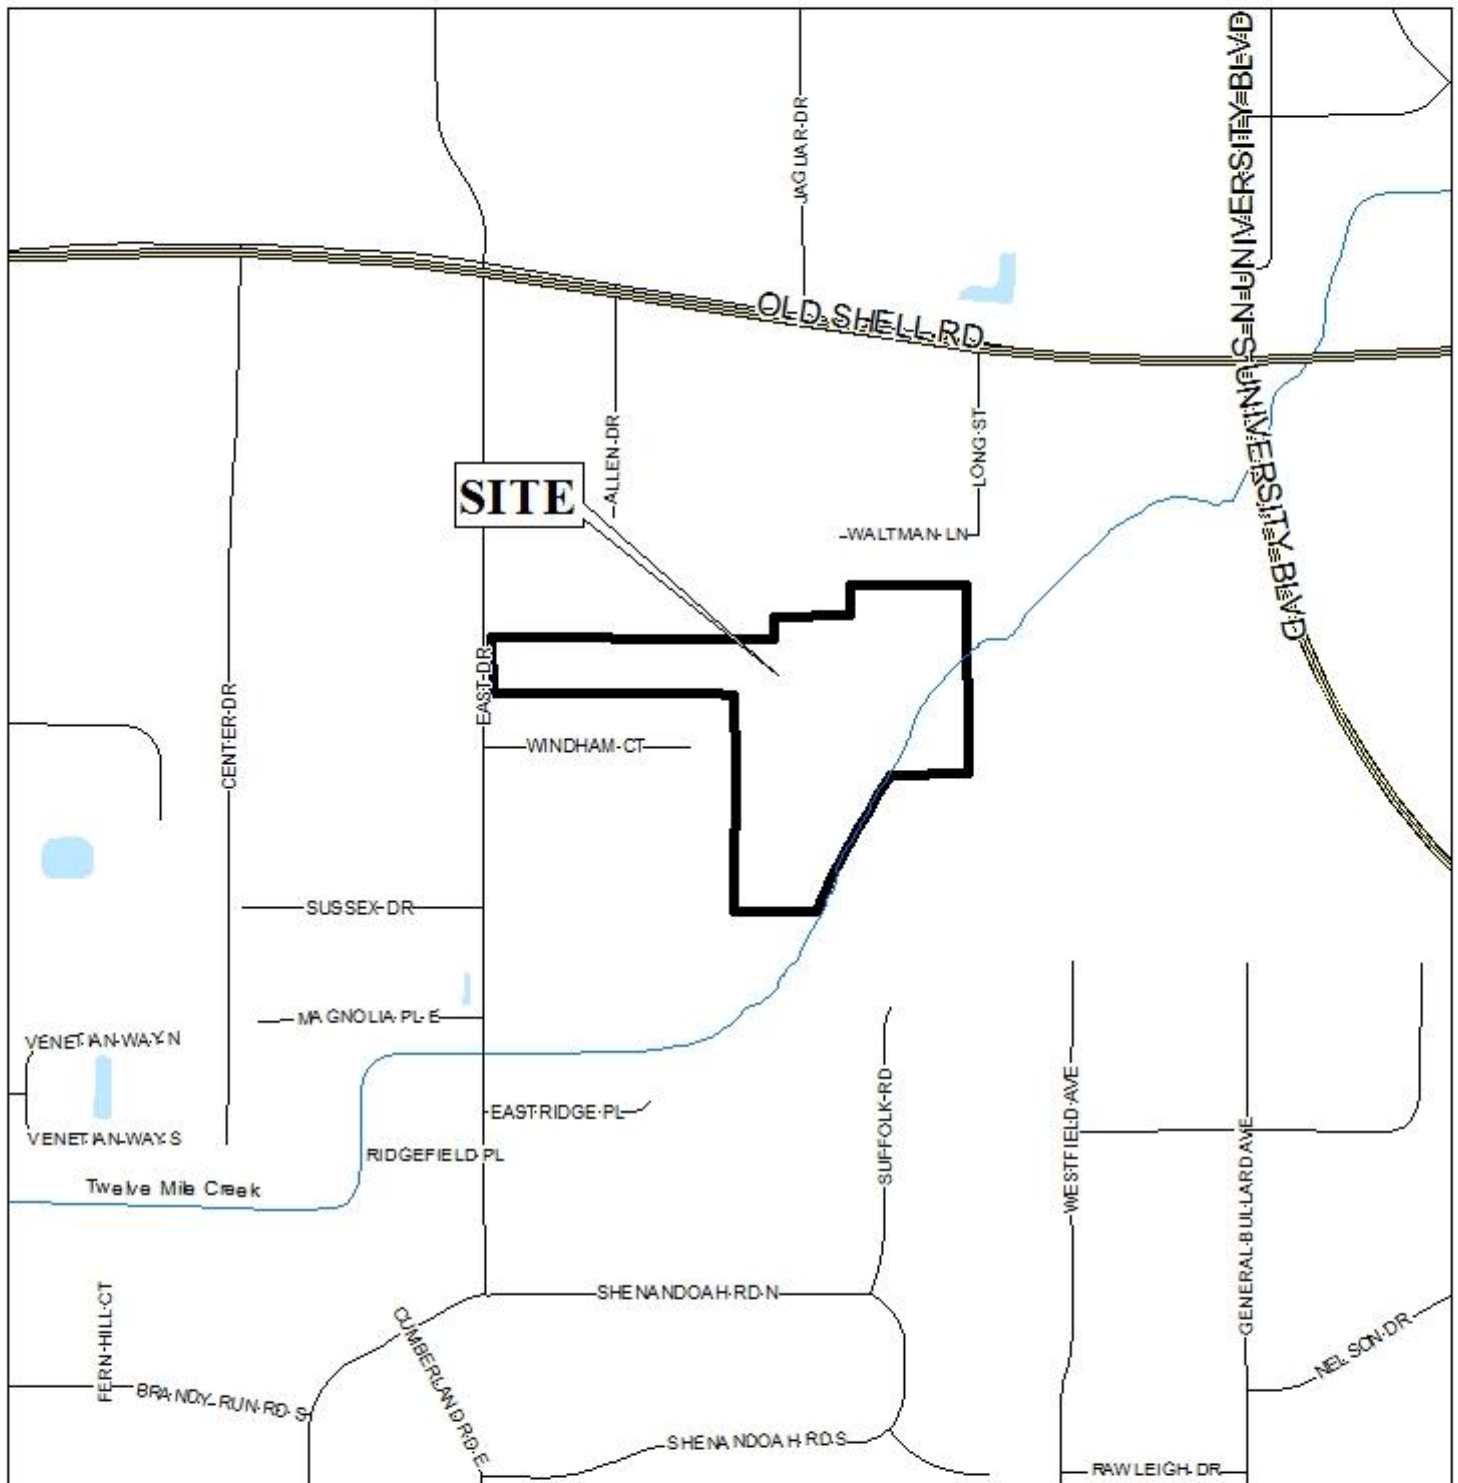 JAGUAR DR
N UNIVERSITY BLVD
OLD SHELL RD
S UNIVERSITY BLVD
ALLEN DR
LONG ST
SITE
WALTMAN LN
EAST DR
CENTER DR
WINDHAM CT
SUSSEX DR
MAGNOLIA PL E
VENETIAN WAY N
EASTRIDGE PL
SUFFOLK RD
WESTFIELD AVE
VENETIAN WAY S
RIDGEFIELD PL
Twelve Mile Creek
GENERAL BULLARD AVE
SHENANDOAH RD N
FERN HILL CT
CUMBERLAND RD E
NELSON DR
BRANDY RUN RD S
SHENANDOAH RD S
RAWLEIGH DR